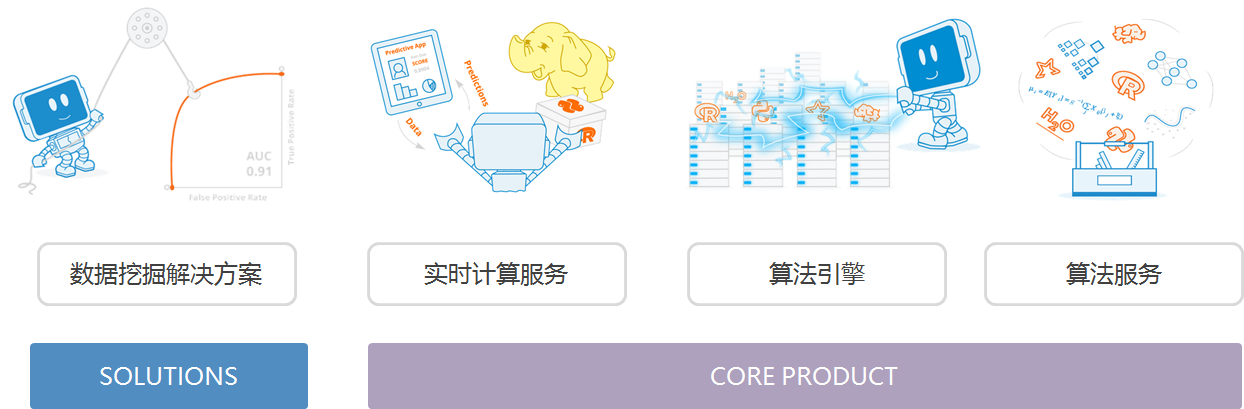 Predictive App
SCORE
Predictions
Data
R
AUC
0.91
True Positive Rate
False Positive Rate
R
H2O
R
H2O
数据挖掘解决方案
实时计算服务
算法引擎
算法服务
SOLUTIONS
CORE PRODUCT